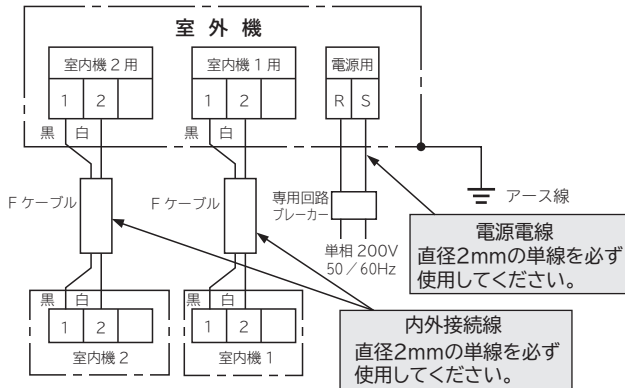 室外機
室内機 2 用
室内機 1 用
電源用
1 2
1 2
R S
黒 白
黒 白
F ケーブル
F ケーブル
専用回路
ブレーカー
アース線
単相 200V
50／60Hz
電源電線
直径2mmの単線を必ず
使用してください。
黒 白
黒 白
1 2
1 2
室内機 2
室内機 1
内外接続線
直径2mmの単線を必ず
使用してください。